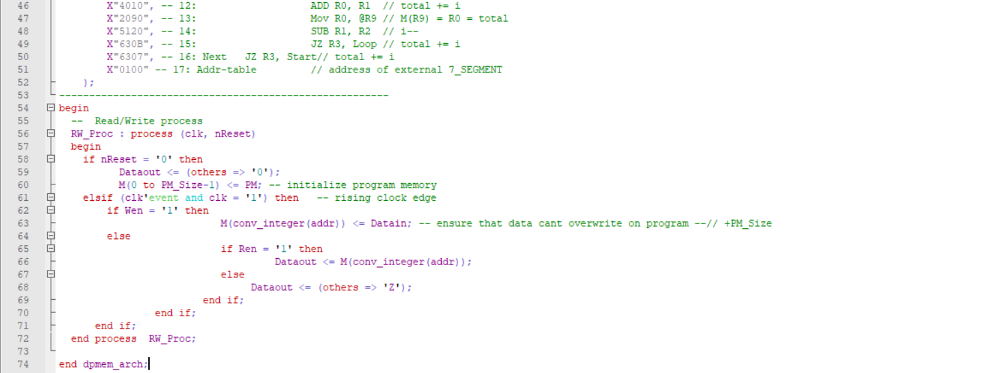 46 X"4010", -- 12: ADD R0, R1 // total += i
47 X"2090", -- 13: Mov R0, @R9 // M(R9) = R0 = total
48 X"5120", -- 14: SUB R1, R2 // i--
49 X"630B", -- 15: JZ R3, Loop // total += i
50 X"6307", -- 16: Next JZ R3, Start// total += i
51 X"0100" -- 17: Addr-table // address of external 7_SEGMENT
52 );
53 -------------------------------------------------------
54 begin
55 -- Read/Write process
56 RW_Proc : process (clk, nReset)
57 begin
58 if nReset = '0' then
59 Dataout <= (others => '0');
60 M(0 to PM_Size-1) <= PM; -- initialize program memory
61 elsif (clk'event and clk = '1') then -- rising clock edge
62 if Wen = '1' then
63 M(conv_integer(addr)) <= Datain; -- ensure that data cant overwrite on program --// +PM_Size
64 else
65 if Ren = '1' then
66 Dataout <= M(conv_integer(addr));
67 else
68 Dataout <= (others => 'Z');
69 end if;
70 end if;
71 end if;
72 end process RW_Proc;
73
74 end dpmem_arch;